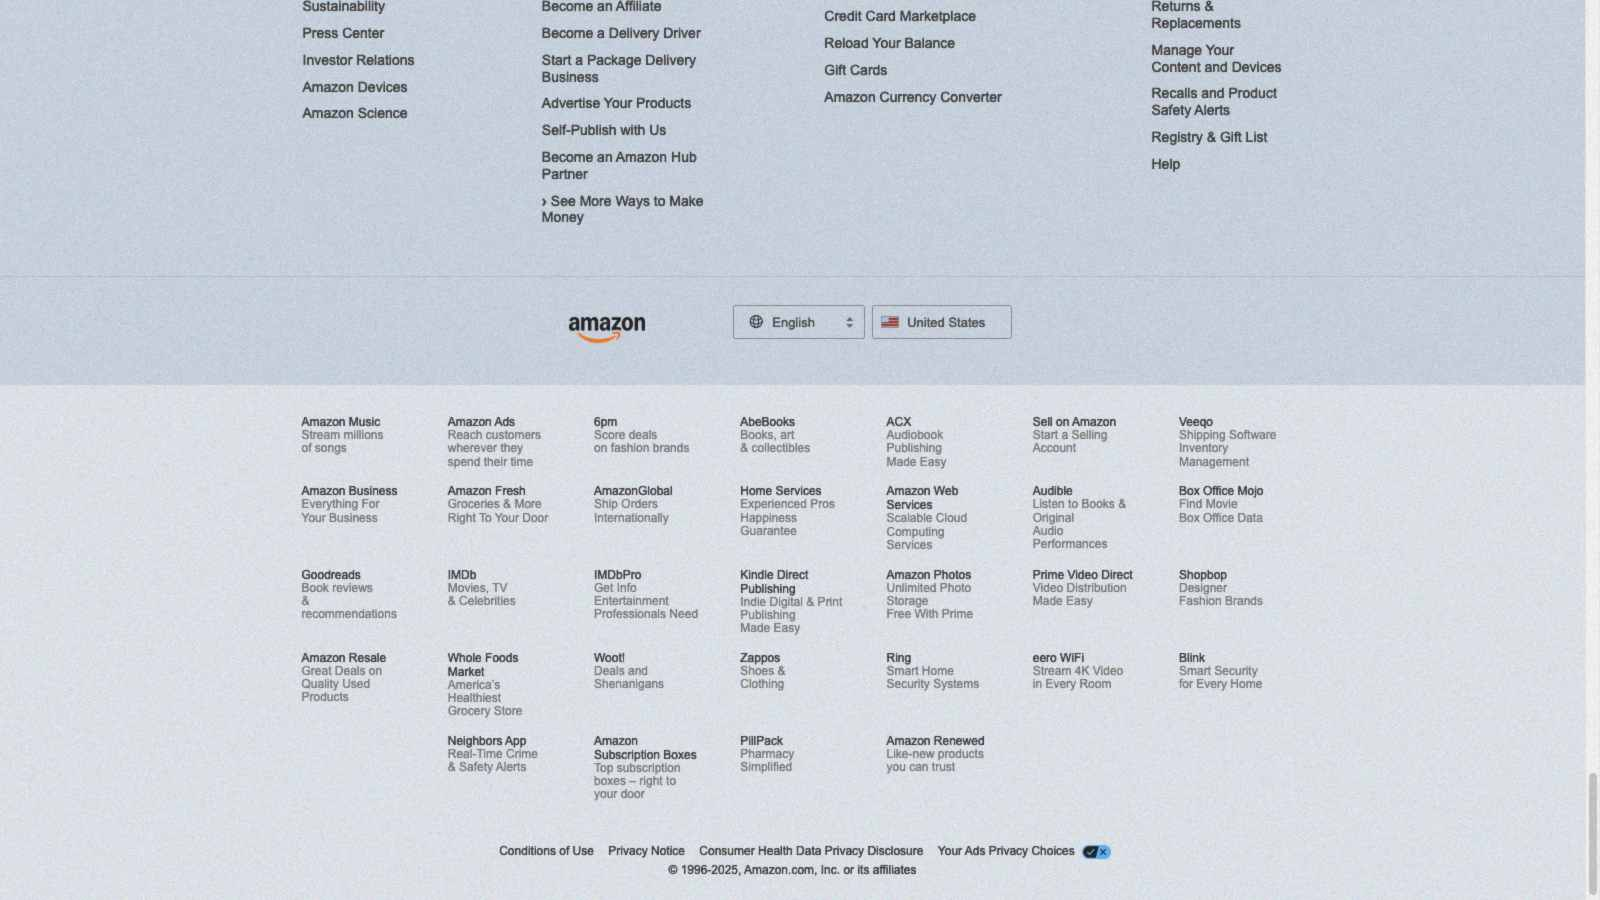 Sustainability
Press Center
Investor Relations
Amazon Devices
Amazon Science
Become an Affiliate
Become a Delivery Driver
Start a Package Delivery
Business
Advertise Your Products
Self-Publish with Us
Become an Amazon Hub
Partner
› See More Ways to Make
Money
Credit Card Marketplace
Reload Your Balance
Gift Cards
Amazon Currency Converter
Returns &
Replacements
Manage Your
Content and Devices
Recalls and Product
Safety Alerts
Registry & Gift List
Help
amazon
English
United States
Amazon Music
Stream millions
of songs
Amazon Ads
Reach customers
wherever they
spend their time
6pm
Score deals
on fashion brands
AbeBooks
Books, art
& collectibles
ACX
Audiobook
Publishing
Made Easy
Sell on Amazon
Start a Selling
Account
Veeqo
Shipping Software
Inventory
Management
Amazon Business
Everything For
Your Business
Amazon Fresh
Groceries & More
Right To Your Door
AmazonGlobal
Ship Orders
Internationally
Home Services
Experienced Pros
Happiness
Guarantee
Amazon Web
Services
Scalable Cloud
Computing
Services
Audible
Listen to Books &
Original
Audio
Performances
Box Office Mojo
Find Movie
Box Office Data
Goodreads
Book reviews
&
recommendations
IMDb
Movies, TV
& Celebrities
IMDbPro
Get Info
Entertainment
Professionals Need
Kindle Direct
Publishing
Indie Digital & Print
Publishing
Made Easy
Amazon Photos
Unlimited Photo
Storage
Free With Prime
Prime Video Direct
Video Distribution
Made Easy
Shopbop
Designer
Fashion Brands
Amazon Resale
Great Deals on
Quality Used
Products
Whole Foods
Market
America's
Healthiest
Grocery Store
Woot!
Deals and
Shenanigans
Zappos
Shoes &
Clothing
Ring
Smart Home
Security Systems
eero WiFi
Stream 4K Video
in Every Room
Blink
Smart Security
for Every Home
Neighbors App
Real-Time Crime
& Safety Alerts
Amazon
Subscription Boxes
Top subscription
boxes – right to
your door
PillPack
Pharmacy
Simplified
Amazon Renewed
Like-new products
you can trust
Conditions of Use Privacy Notice Consumer Health Data Privacy Disclosure Your Ads Privacy Choices
© 1996-2025, Amazon.com, Inc. or its affiliates